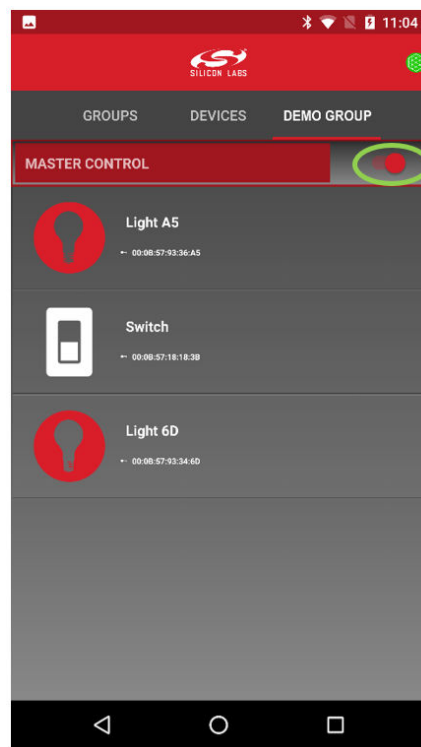 11:04
SILICON LABS
GROUPS DEVICES DEMO GROUP
MASTER CONTROL
Light A5
00:0B:57:93:36:A5
Switch
00:0B:57:18:18:3B
Light 6D
00:0B:57:93:34:6D